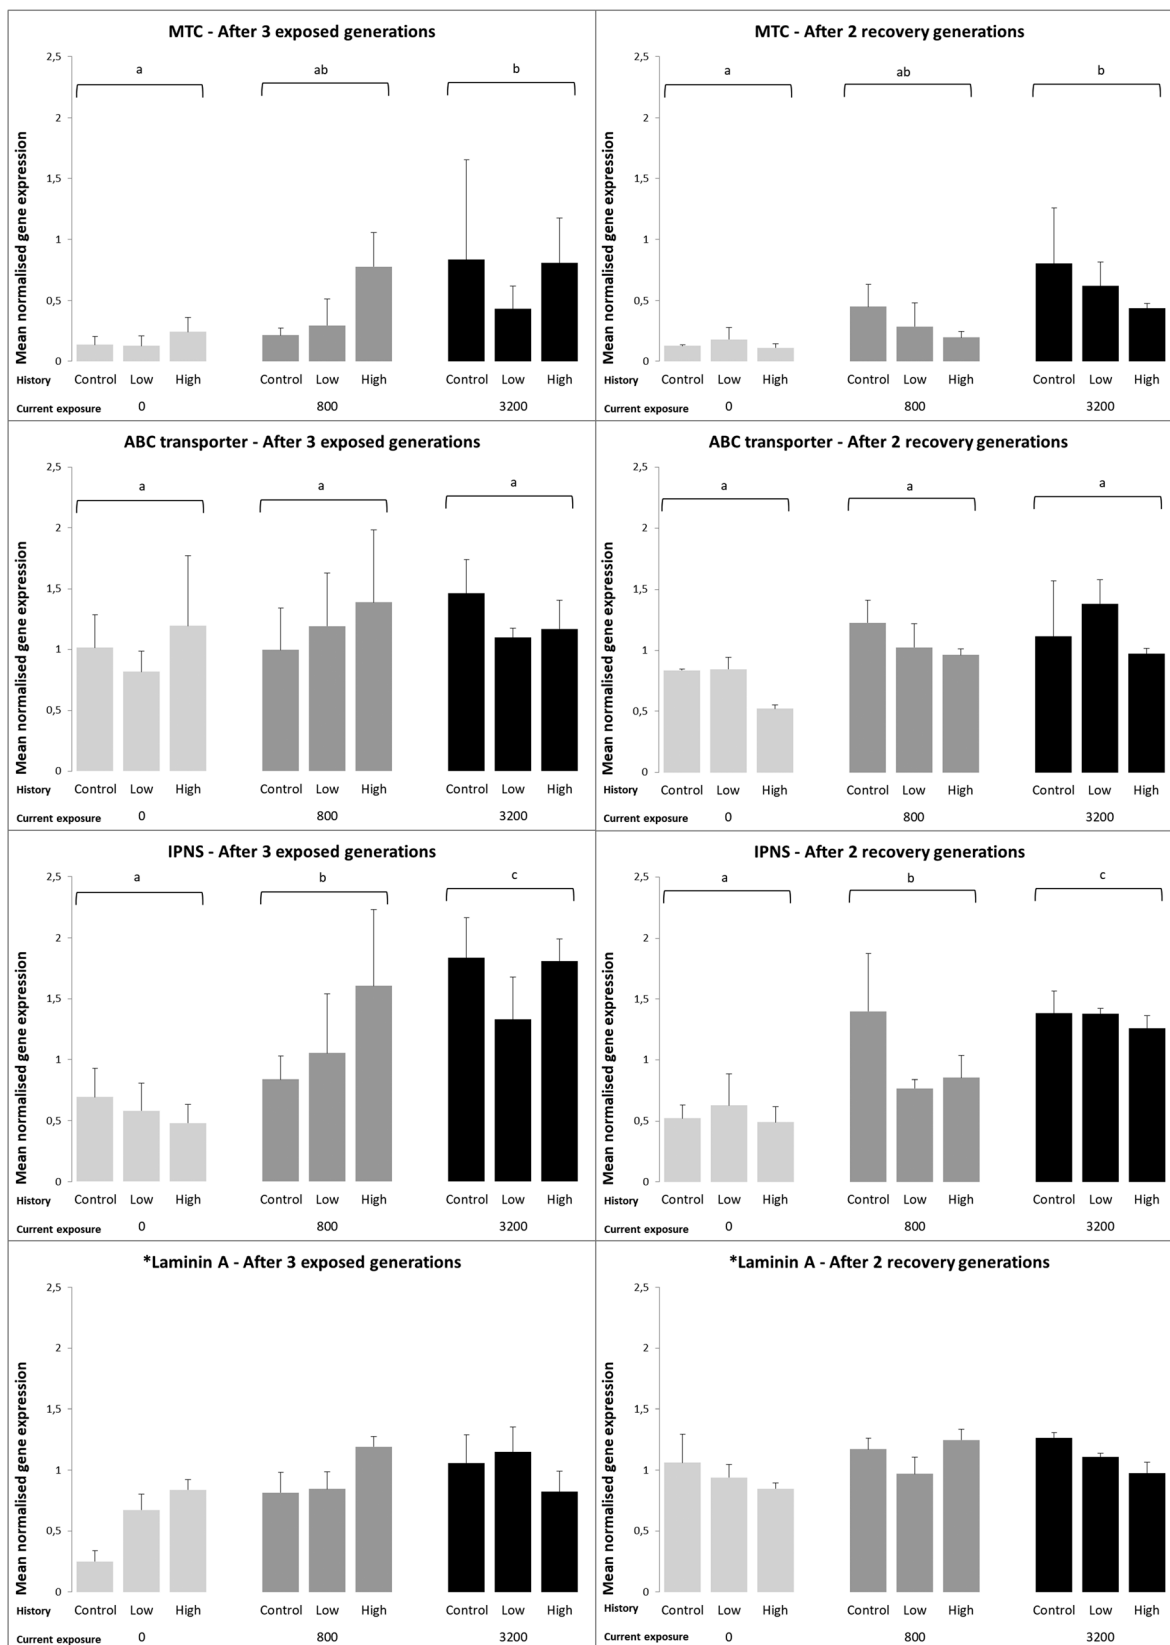 MTC - After 3 exposed generations
2,5
2
1,5
1
0,5
0
Mean normalised gene expression
a
ab
b
History Control Low High Control Low High Control Low High
Current exposure 0 800 3200
MTC - After 2 recovery generations
2,5
2
1,5
1
0,5
0
Mean normalised gene expression
a
ab
b
Control Low High Control Low High Control Low High
0 800 3200
ABC transporter - After 3 exposed generations
2,5
2
1,5
1
0,5
0
Mean normalised gene expression
a
a
a
History Control Low High Control Low High Control Low High
Current exposure 0 800 3200
ABC transporter - After 2 recovery generations
2,5
2
1,5
1
0,5
0
Mean normalised gene expression
a
a
a
Control Low High Control Low High Control Low High
0 800 3200
IPNS - After 3 exposed generations
2,5
2
1,5
1
0,5
0
Mean normalised gene expression
a
b
c
History Control Low High Control Low High Control Low High
Current exposure 0 800 3200
IPNS - After 2 recovery generations
2,5
2
1,5
1
0,5
0
Mean normalised gene expression
a
b
c
Control Low High Control Low High Control Low High
0 800 3200
*Laminin A - After 3 exposed generations
2,5
2
1,5
1
0,5
0
Mean normalised gene expression
History Control Low High Control Low High Control Low High
Current exposure 0 800 3200
*Laminin A - After 2 recovery generations
2,5
2
1,5
1
0,5
0
Mean normalised gene expression
Control Low High Control Low High Control Low High
0 800 3200